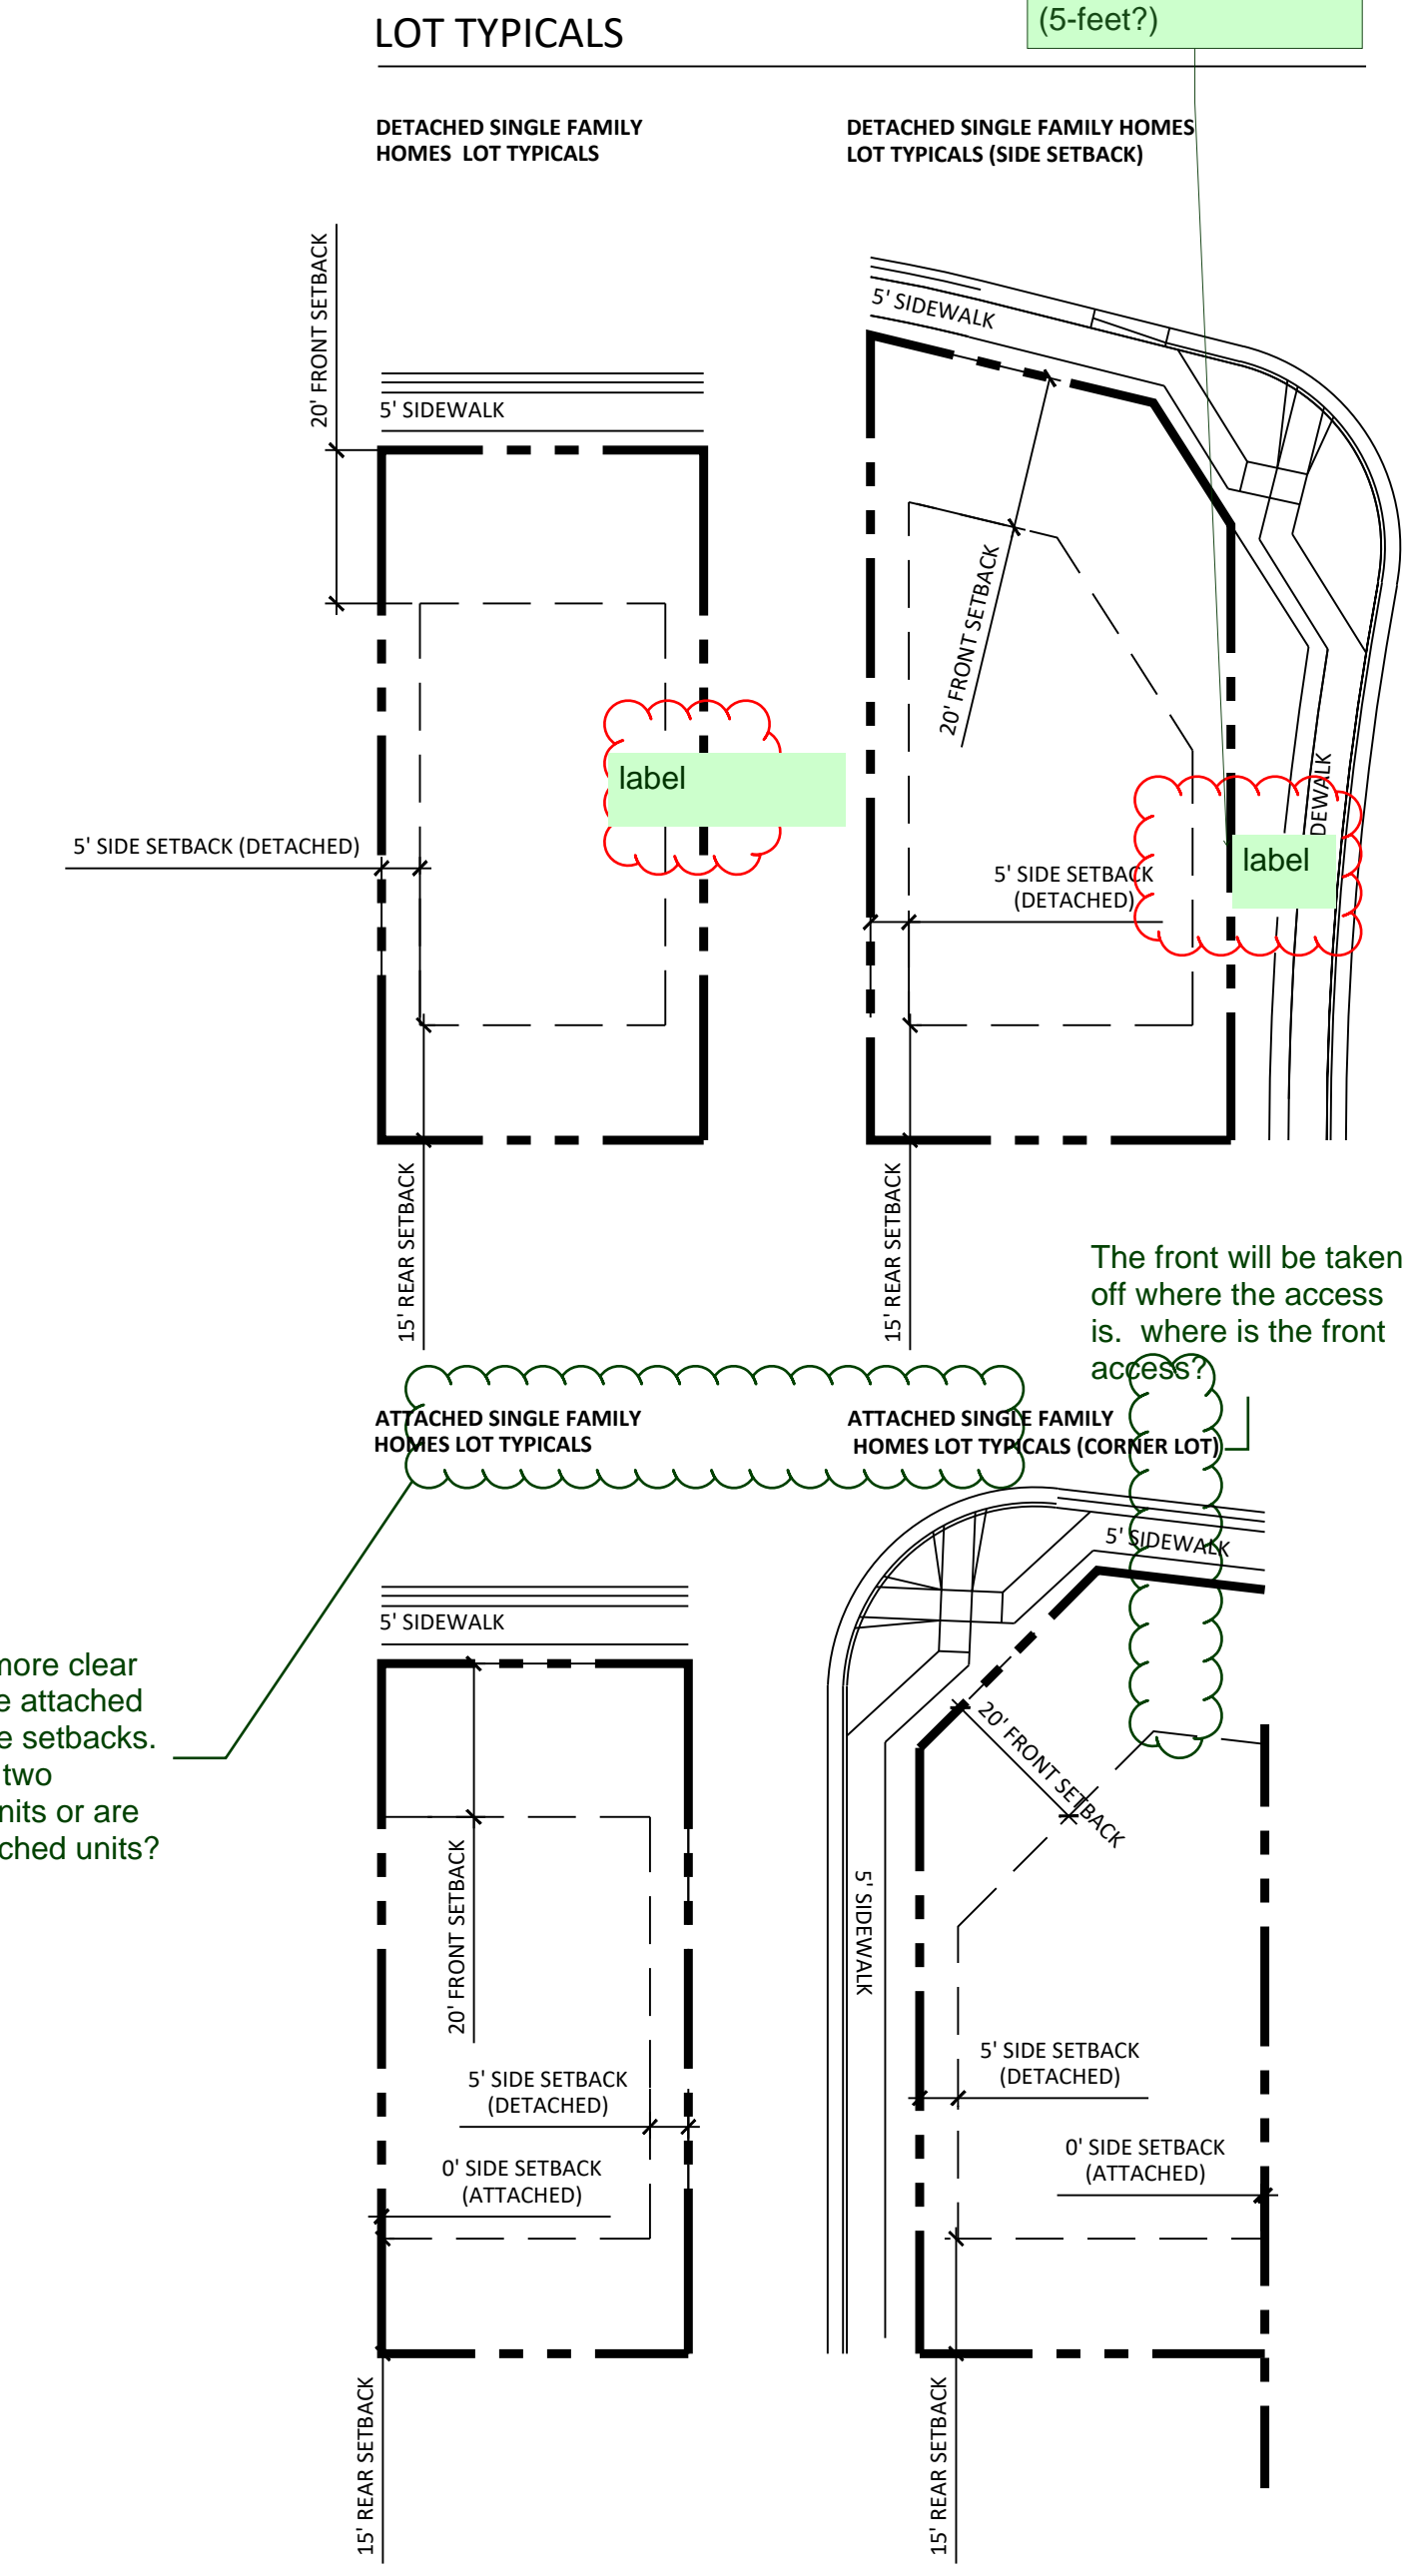 (5-feet?)
LOT TYPICALS
DETACHED SINGLE FAMILY
HOMES LOT TYPICALS
DETACHED SINGLE FAMILY HOMES
LOT TYPICALS (SIDE SETBACK)
20' FRONT SETBACK
5' SIDEWALK
label
5' SIDE SETBACK (DETACHED)
15' REAR SETBACK
5' SIDEWALK
20' FRONT SETBACK
DEWALK
label
5' SIDE SETBACK
(DETACHED)
15' REAR SETBACK
The front will be taken
off where the access
is. where is the front
access?
ATTACHED SINGLE FAMILY
HOMES LOT TYPICALS
ATTACHED SINGLE FAMILY
HOMES LOT TYPICALS (CORNER LOT)
more clear
e attached
e setbacks.
two
nits or are
ched units?
5' SIDEWALK
20' FRONT SETBACK
5' SIDE SETBACK
(DETACHED)
0' SIDE SETBACK
(ATTACHED)
15' REAR SETBACK
5' SIDEWALK
20' FRONT SETBACK
5' SIDEWALK
5' SIDE SETBACK
(DETACHED)
0' SIDE SETBACK
(ATTACHED)
15' REAR SETBACK